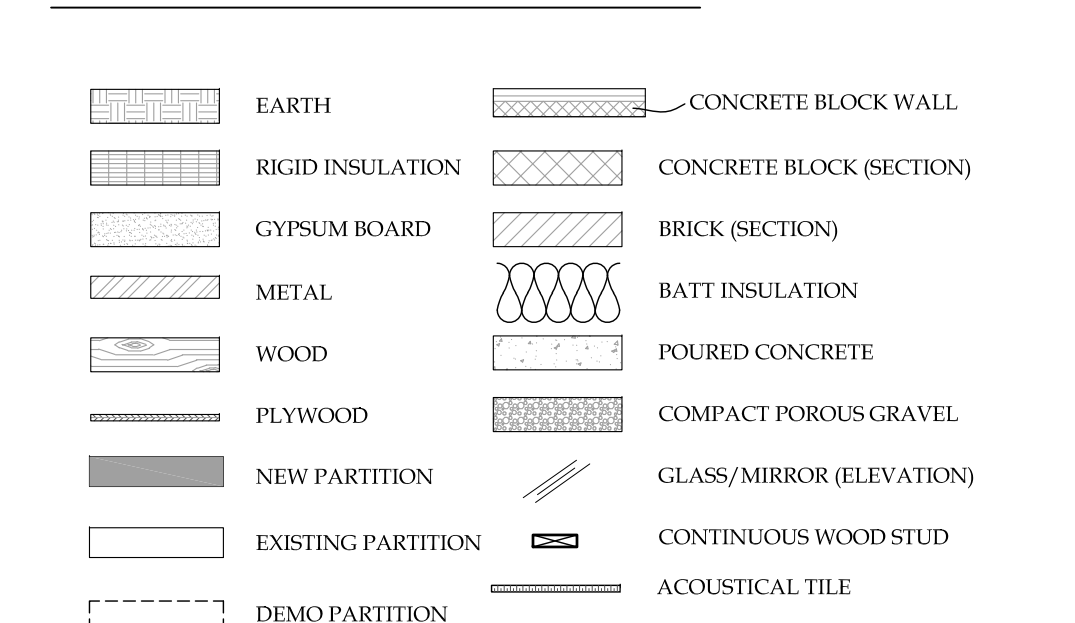 EARTH
RIGID INSULATION
GYPSUM BOARD
METAL
WOOD
PLYWOOD
NEW PARTITION
EXISTING PARTITION
DEMO PARTITION
CONCRETE BLOCK WALL
CONCRETE BLOCK (SECTION)
BRICK (SECTION)
BATT INSULATION
POURED CONCRETE
COMPACT POROUS GRAVEL
GLASS/MIRROR (ELEVATION)
CONTINUOUS WOOD STUD
ACOUSTICAL TILE